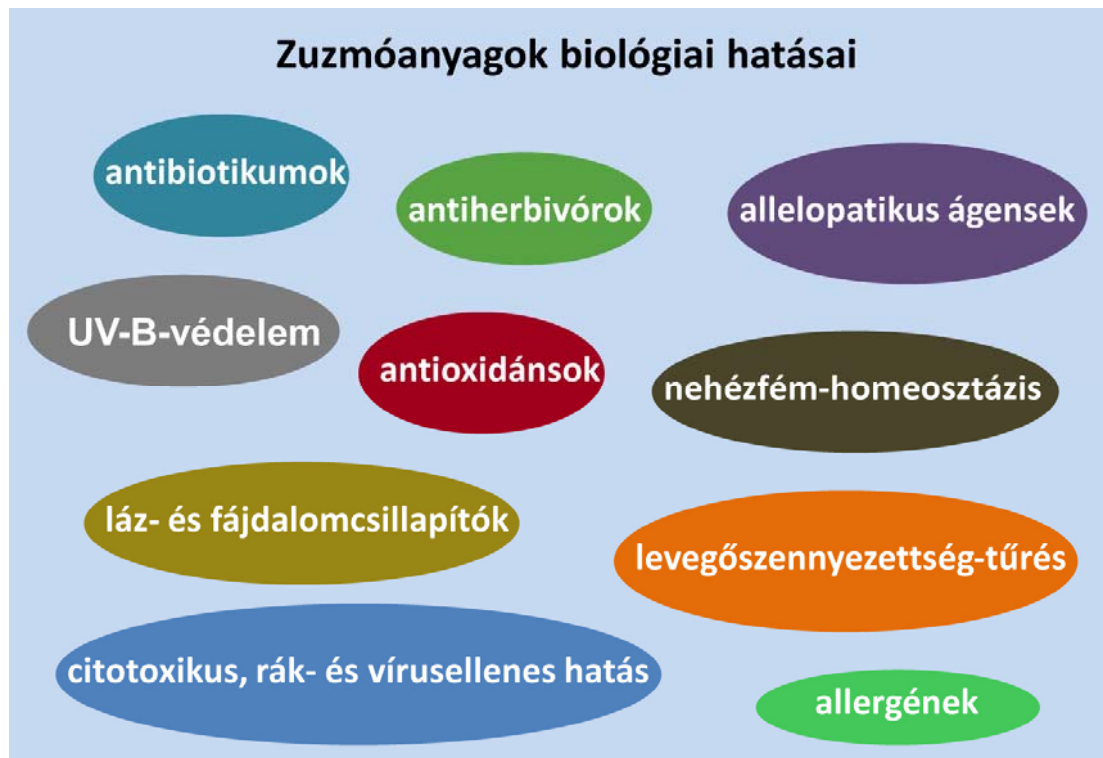 Zuzmóanyagok biológiai hatásai
antibiotikumok
antiherbivórok
allelopatikus ágensek
UV-B-védelem
antioxidánsok
nehézfém-homeosztázis
láz- és fájdalomcsillapítók
levegőszennyezettség-tűrés
citotoxikus, rák- és vírusellenes hatás
allergének